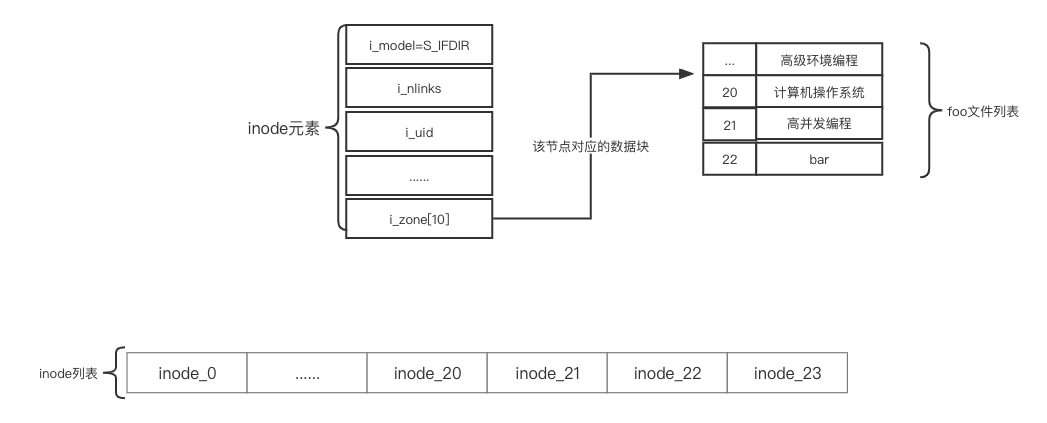 inode元素
i_model=S_IFDIR
i_nlinks
i_uid
......
i_zone[10]
该节点对应的数据块
... 高级环境编程
20 计算机操作系统
21 高并发编程
22 bar
foo文件列表
inode列表
inode_0 ...... inode_20 inode_21 inode_22 inode_23